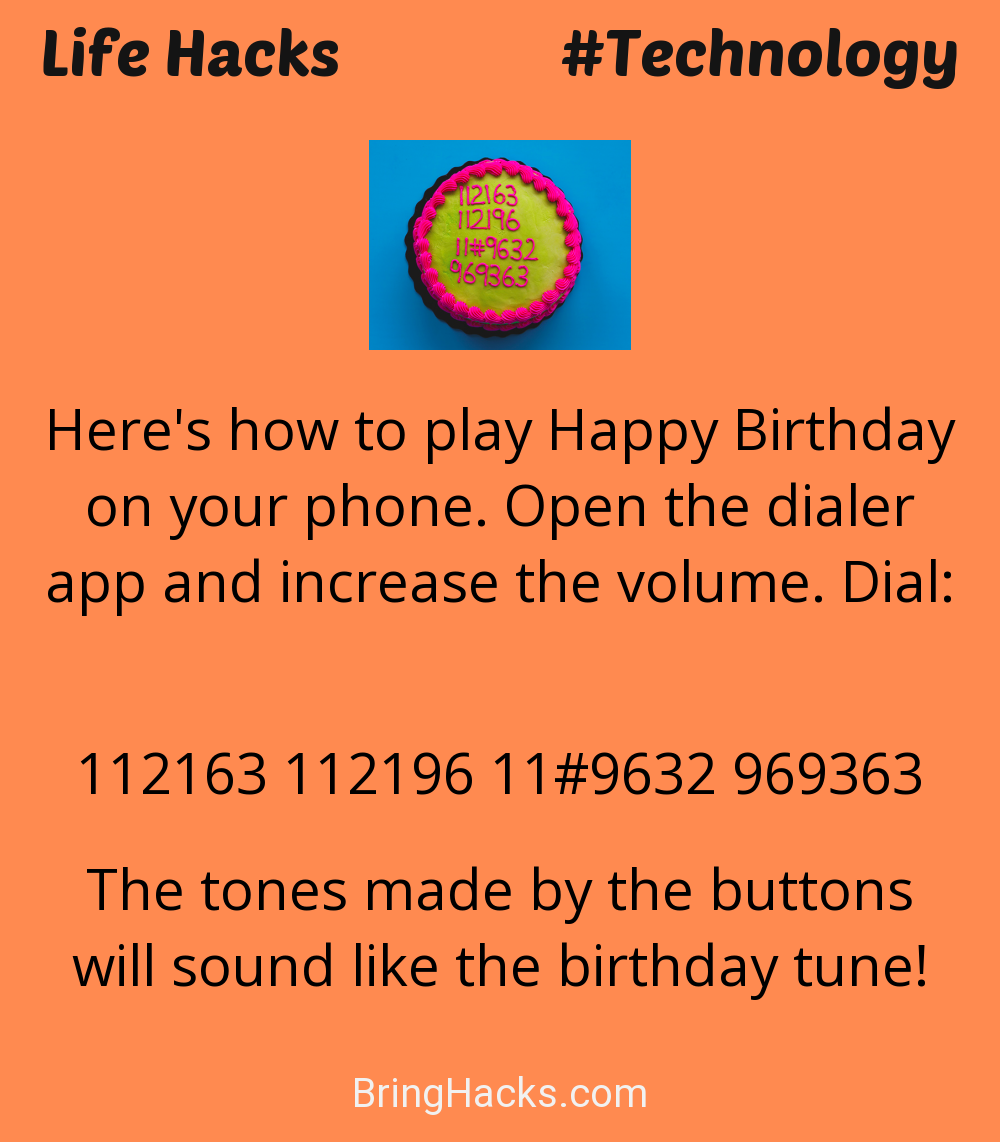 Life Hacks #Technology
112163
112196
11#9632
969363
Here's how to play Happy Birthday
on your phone. Open the dialer
app and increase the volume. Dial:
112163 112196 11#9632 969363
The tones made by the buttons
will sound like the birthday tune!
BringHacks.com